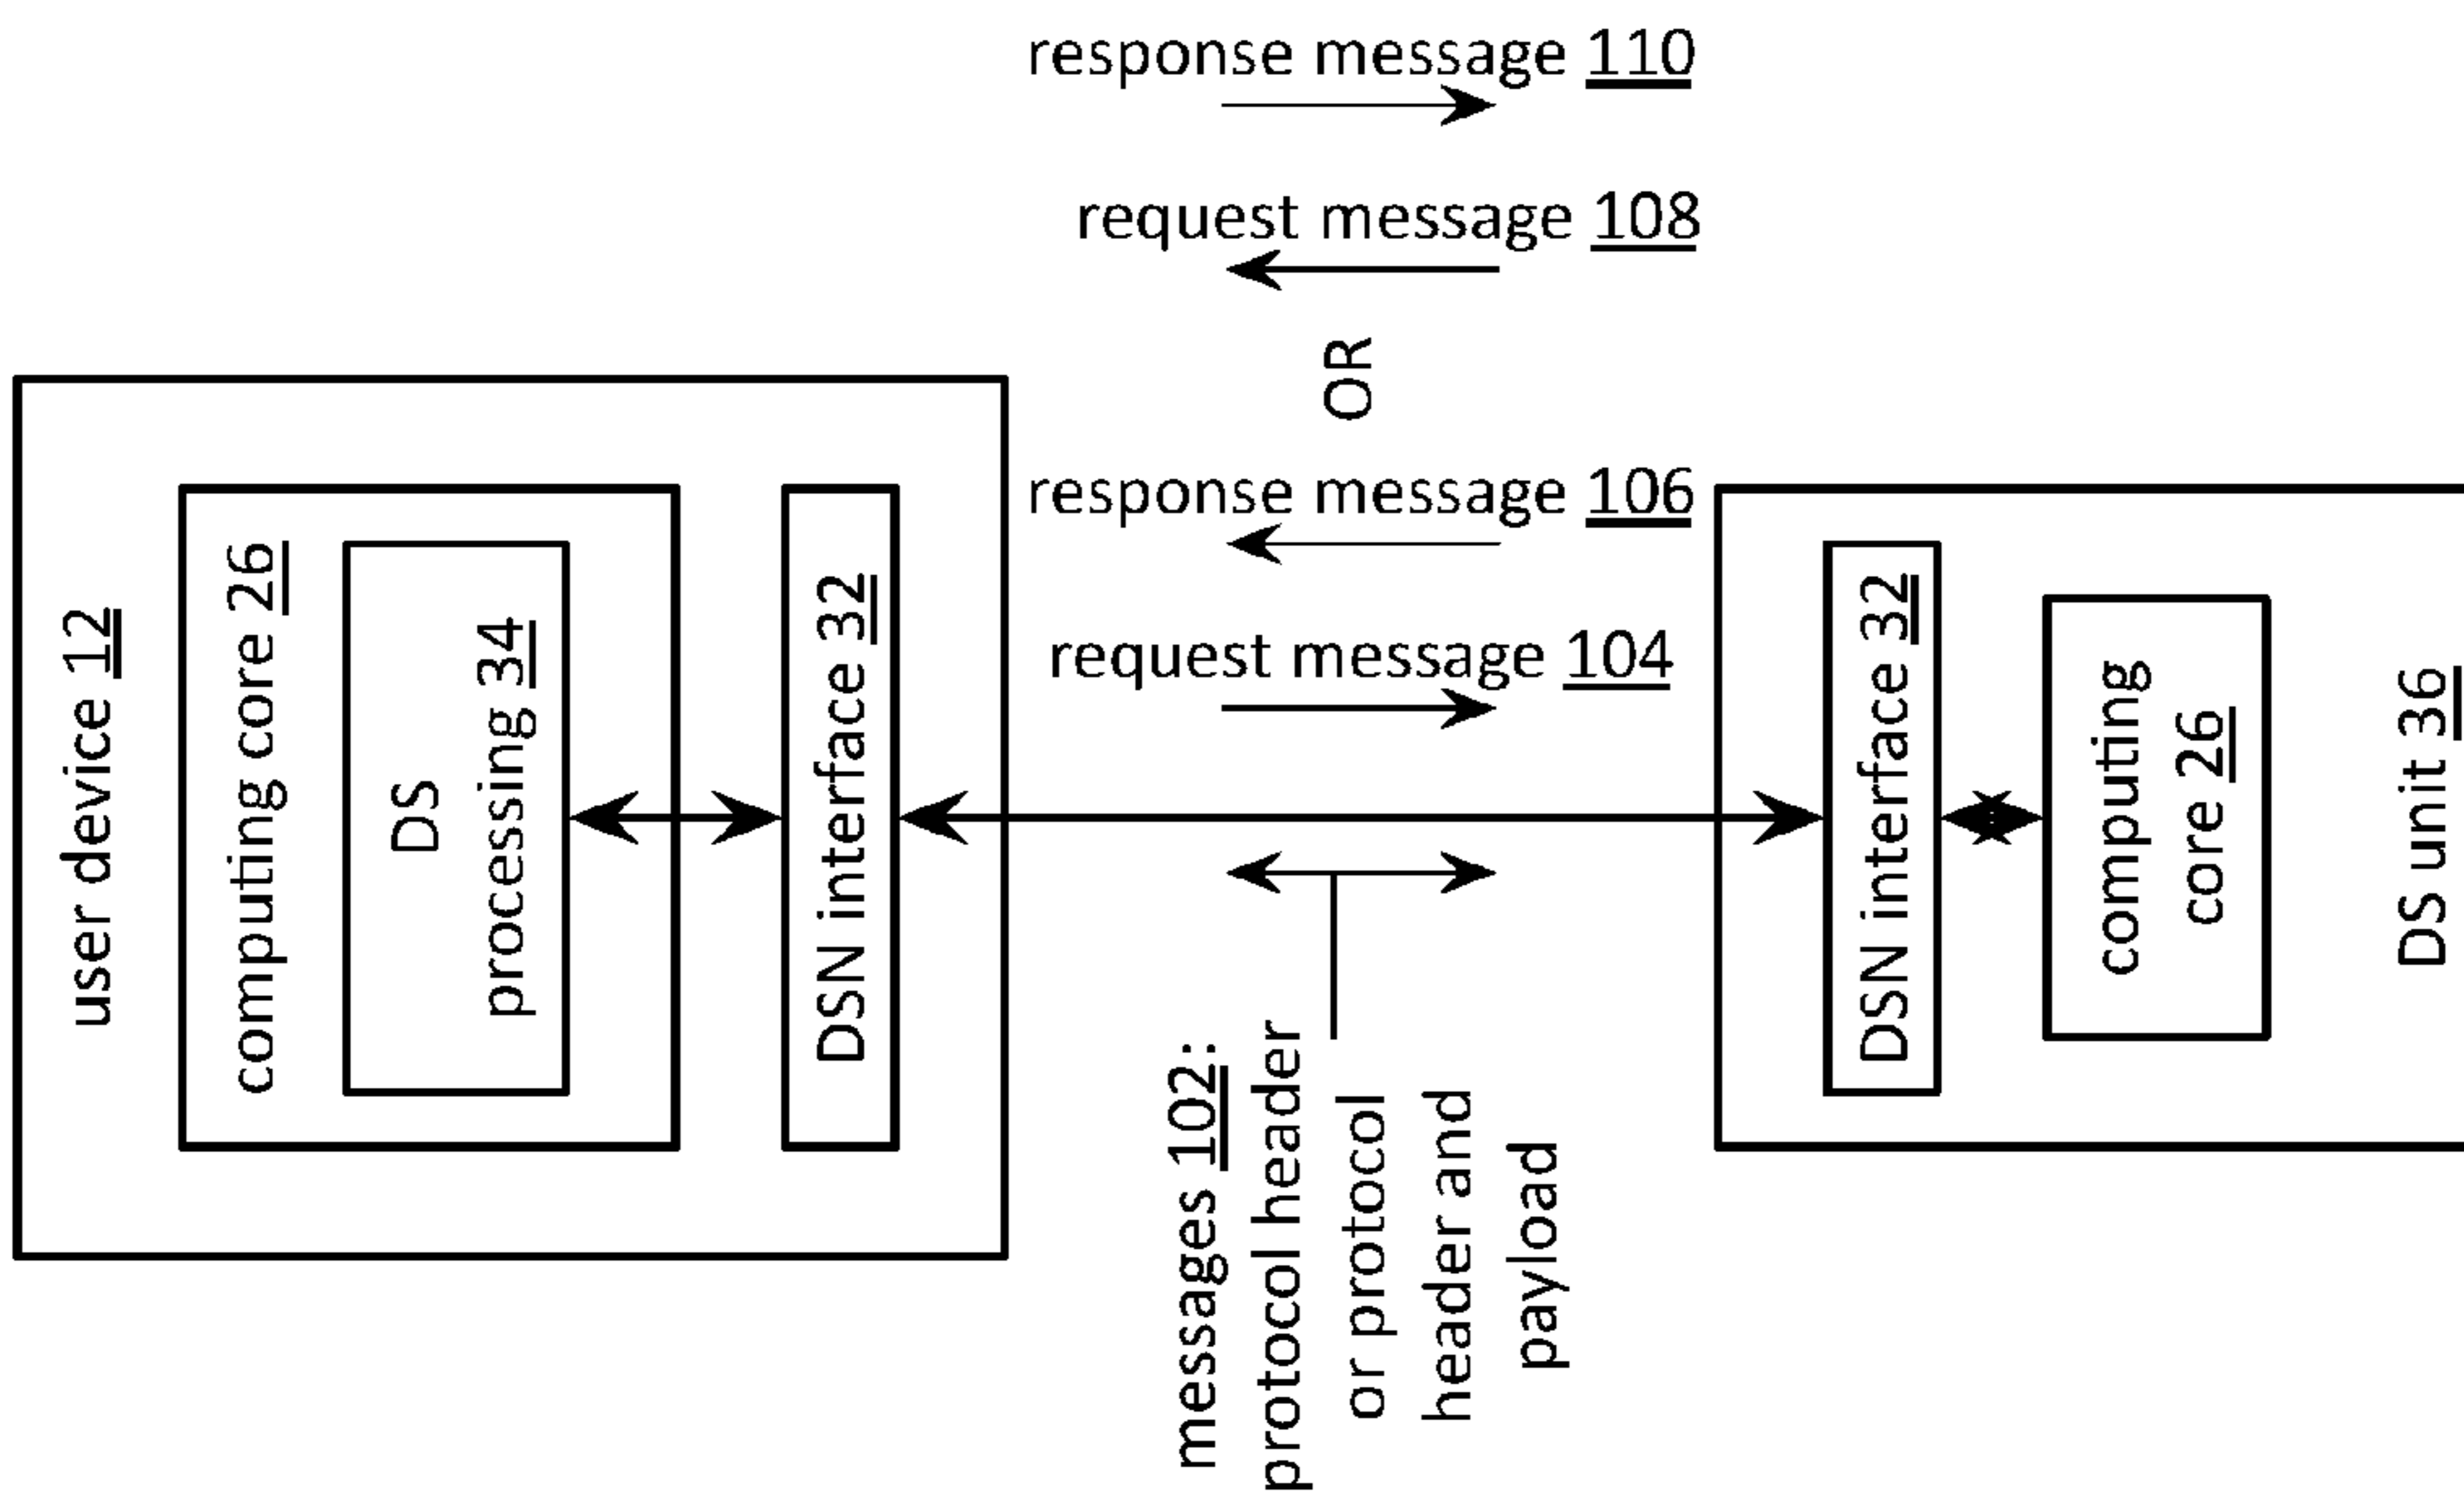 user device 12
computing core 26
DS
processing 34
DSN interface 32
messages 102:
protocol header
or protocol
header and
payload
request message 104
response message 106
OR
request message 108
response message 110
DSN interface 32
computing
core 26
DS unit 36